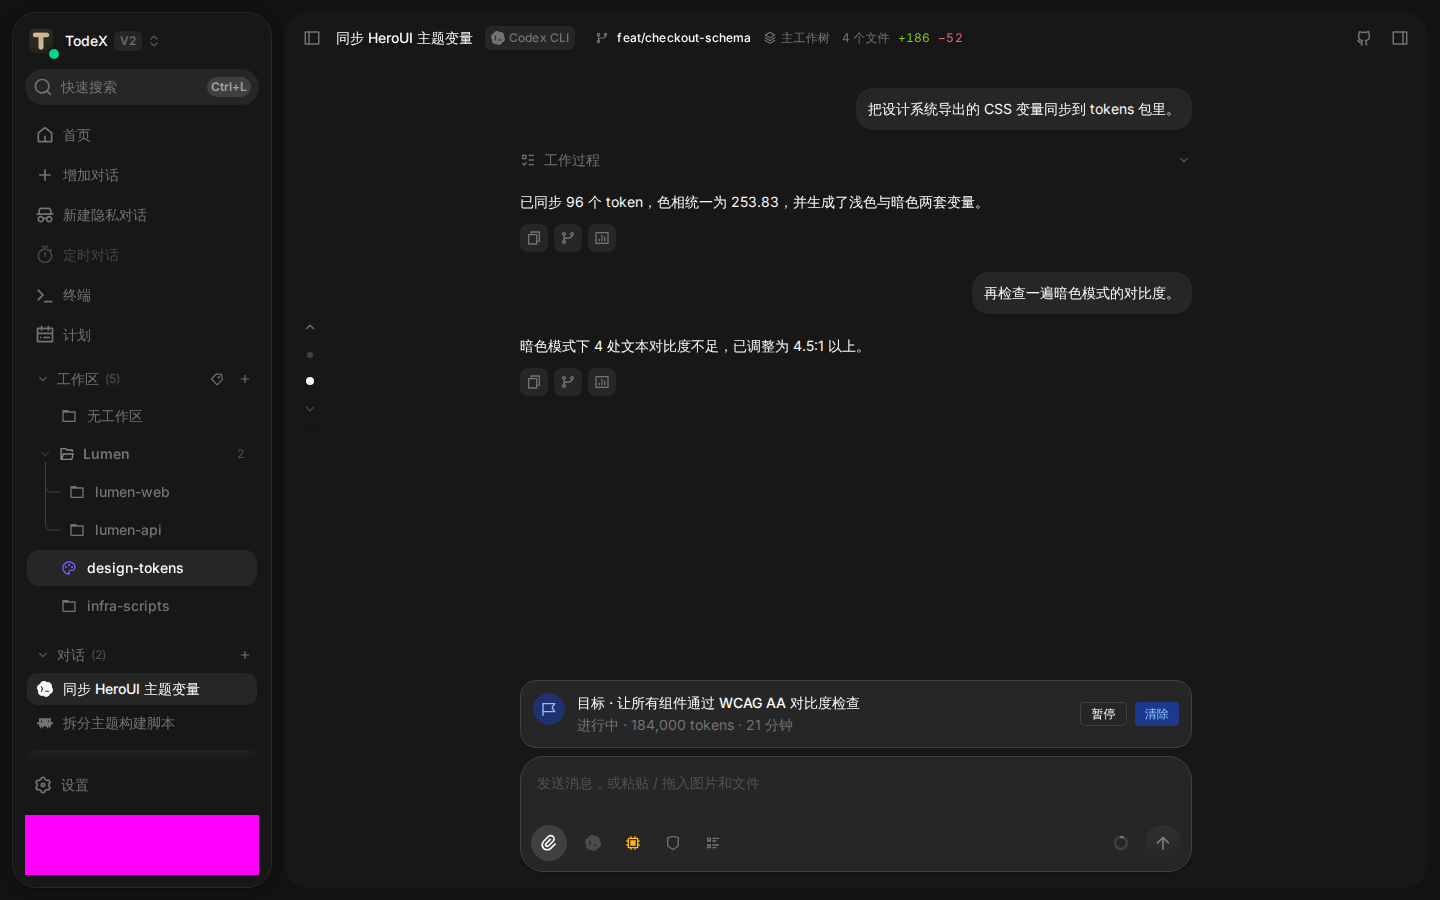 TodeX V2
快速搜索 Ctrl+L
首页
增加对话
新建隐私对话
定时对话
终端
计划
工作区 (5)
无工作区
Lumen 2
lumen-web
lumen-api
design-tokens
infra-scripts
对话 (2)
同步 HeroUI 主题变量
拆分主题构建脚本
设置
同步 HeroUI 主题变量 Codex CLI feat/checkout-schema 主工作树 4 个文件 +186 −52
把设计系统导出的 CSS 变量同步到 tokens 包里。
工作过程
已同步 96 个 token，色相统一为 253.83，并生成了浅色与暗色两套变量。
再检查一遍暗色模式的对比度。
暗色模式下 4 处文本对比度不足，已调整为 4.5:1 以上。
目标 · 让所有组件通过 WCAG AA 对比度检查
进行中 · 184,000 tokens · 21 分钟
暂停 清除
发送消息，或粘贴 / 拖入图片和文件